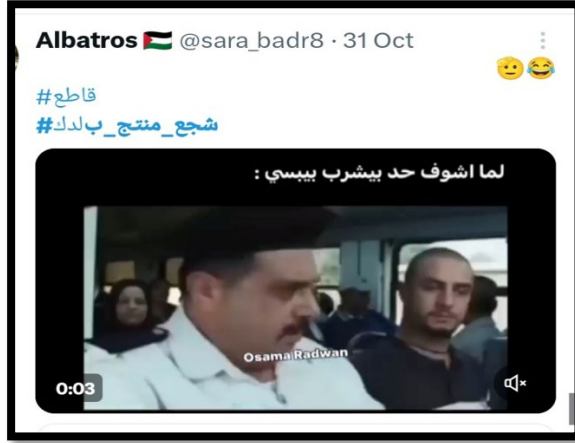 Albatros 🇵🇸 @sara_badr8 · 31 Oct
🫡😂
#قاطع
#شجع_منتج_بلدك
لما اشوف حد بيشرب بيبسي :
Osama Radwan
0:03